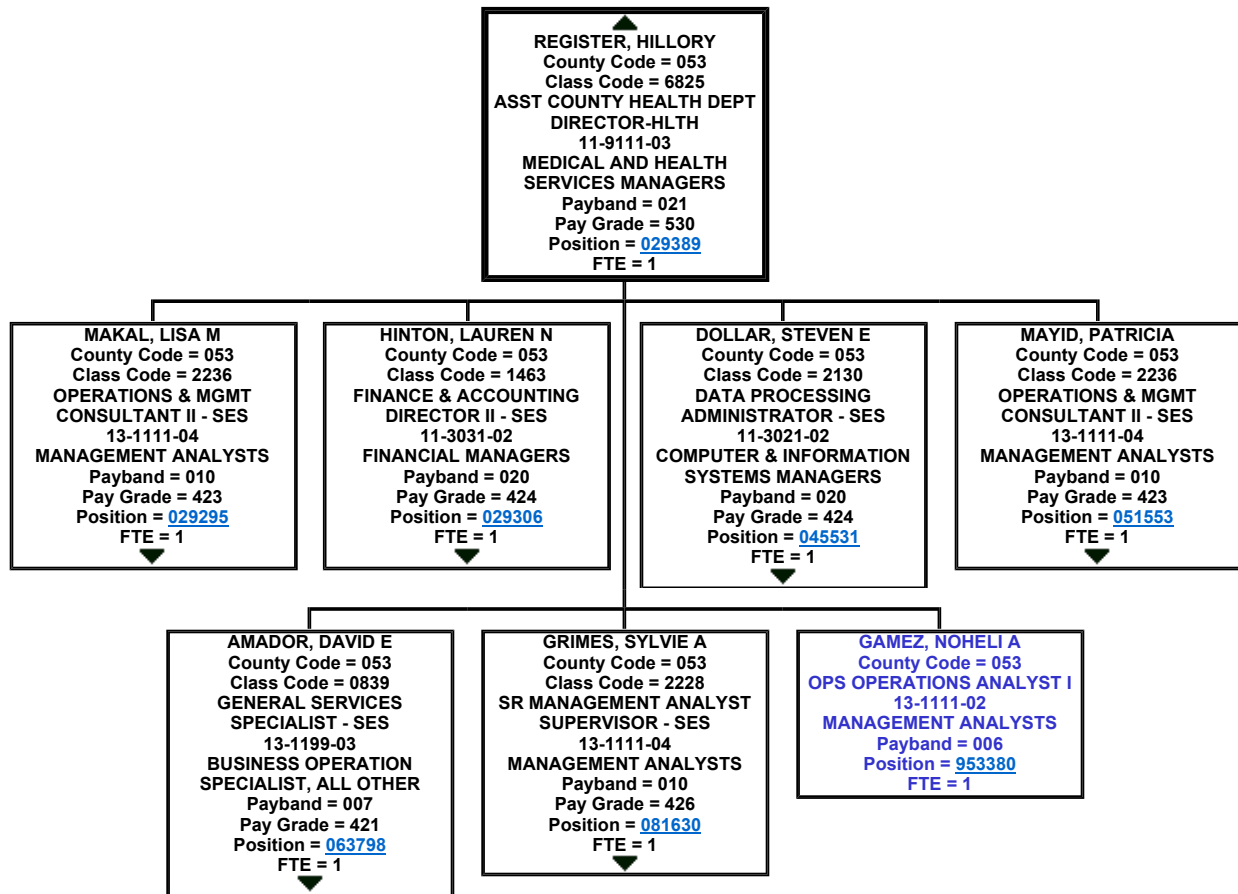 REGISTER, HILLORY
County Code = 053
Class Code = 6825
ASST COUNTY HEALTH DEPT
DIRECTOR-HLTH
11-9111-03
MEDICAL AND HEALTH
SERVICES MANAGERS
Payband = 021
Pay Grade = 530
Position = 029389
FTE = 1
MAKAL, LISA M
County Code = 053
Class Code = 2236
OPERATIONS & MGMT
CONSULTANT II - SES
13-1111-04
MANAGEMENT ANALYSTS
Payband = 010
Pay Grade = 423
Position = 029295
FTE = 1
HINTON, LAUREN N
County Code = 053
Class Code = 1463
FINANCE & ACCOUNTING
DIRECTOR II - SES
11-3031-02
FINANCIAL MANAGERS
Payband = 020
Pay Grade = 424
Position = 029306
FTE = 1
DOLLAR, STEVEN E
County Code = 053
Class Code = 2130
DATA PROCESSING
ADMINISTRATOR - SES
11-3021-02
COMPUTER & INFORMATION
SYSTEMS MANAGERS
Payband = 020
Pay Grade = 424
Position = 045531
FTE = 1
MAYID, PATRICIA
County Code = 053
Class Code = 2236
OPERATIONS & MGMT
CONSULTANT II - SES
13-1111-04
MANAGEMENT ANALYSTS
Payband = 010
Pay Grade = 423
Position = 051553
FTE = 1
AMADOR, DAVID E
County Code = 053
Class Code = 0839
GENERAL SERVICES
SPECIALIST - SES
13-1199-03
BUSINESS OPERATION
SPECIALIST, ALL OTHER
Payband = 007
Pay Grade = 421
Position = 063798
FTE = 1
GRIMES, SYLVIE A
County Code = 053
Class Code = 2228
SR MANAGEMENT ANALYST
SUPERVISOR - SES
13-1111-04
MANAGEMENT ANALYSTS
Payband = 010
Pay Grade = 426
Position = 081630
FTE = 1
GAMEZ, NOHELI A
County Code = 053
OPS OPERATIONS ANALYST I
13-1111-02
MANAGEMENT ANALYSTS
Payband = 006
Position = 953380
FTE = 1